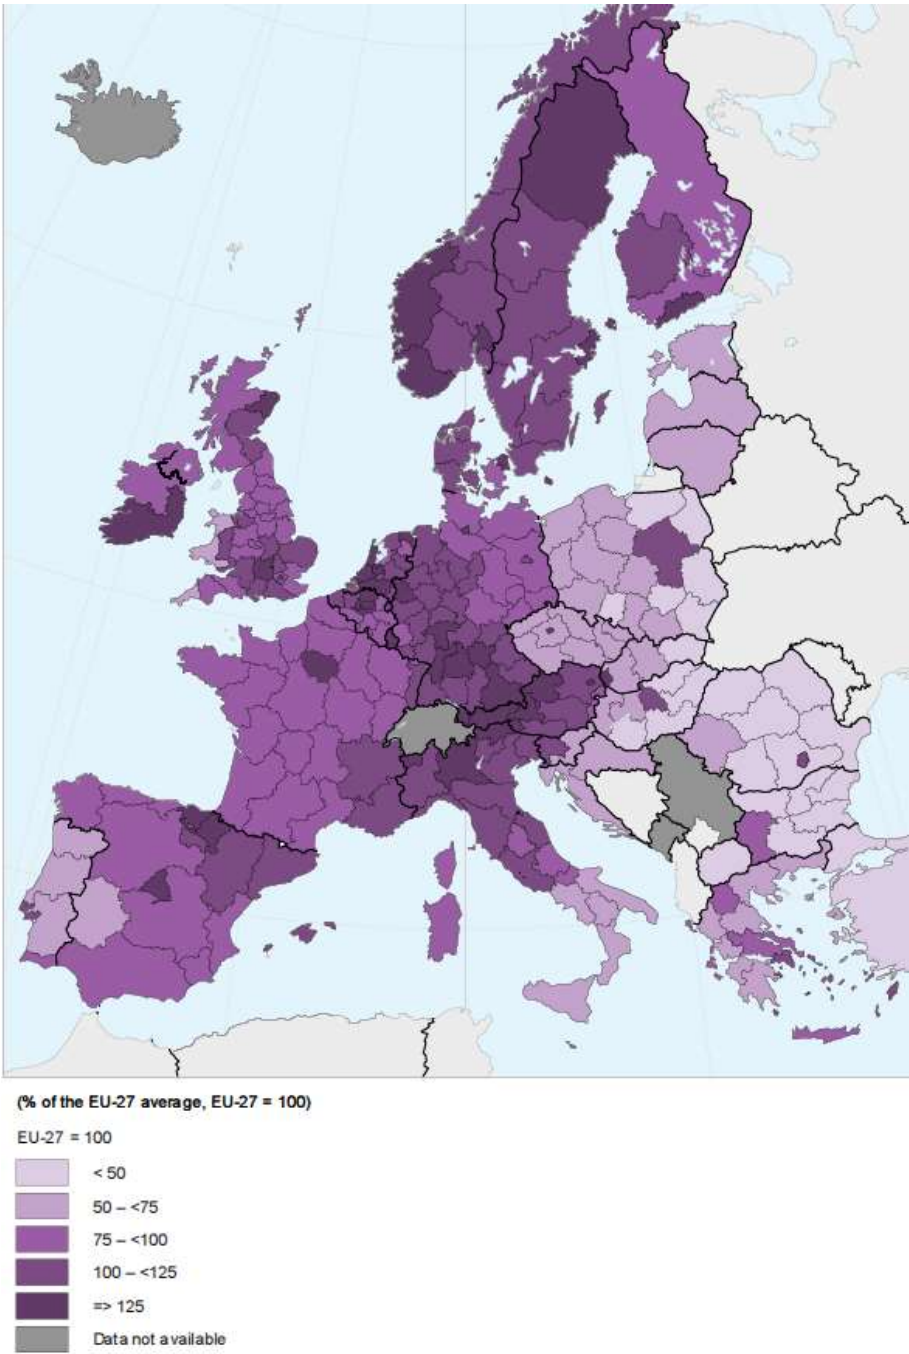 (% of the EU-27 average, EU-27 = 100)
EU-27 = 100
< 50
50 – <75
75 – <100
100 – <125
=> 125
Data not available